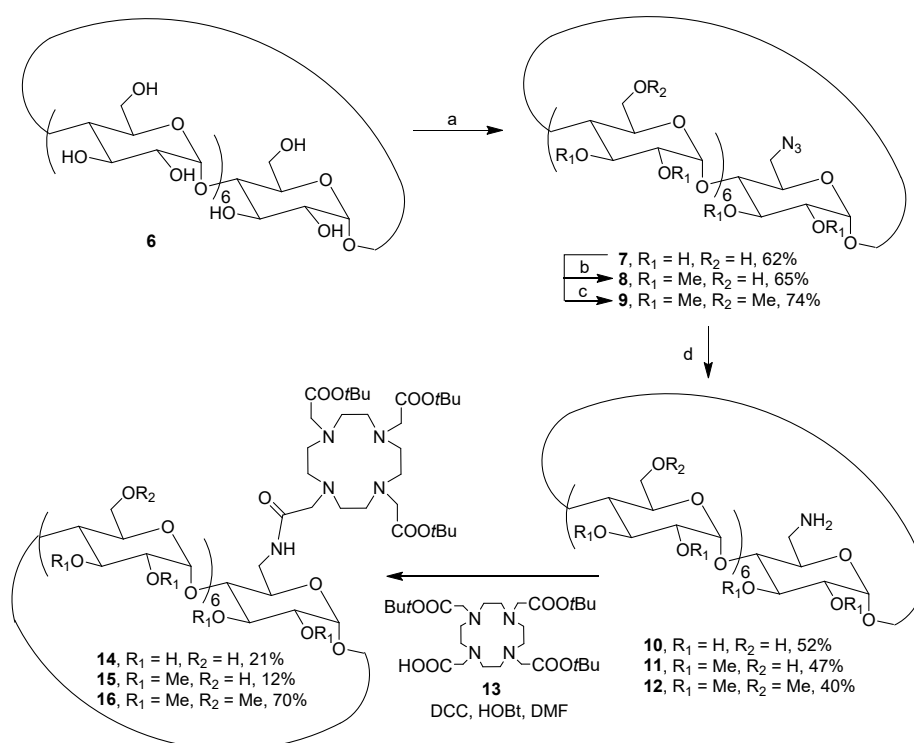 OH
O
HO
OH
O
6
OH
O
HO
OH
O
6
a
OR₂
O
R₁O
OR₁
O
6
N₃
O
R₁O
OR₁
O
7, R₁ = H, R₂ = H, 62%
b
8, R₁ = Me, R₂ = H, 65%
c
9, R₁ = Me, R₂ = Me, 74%
d
COOtBu
COOtBu
N
N
N
N
O
COOtBu
NH
OR₂
O
R₁O
OR₁
O
6
O
R₁O
OR₁
O
14, R₁ = H, R₂ = H, 21%
15, R₁ = Me, R₂ = H, 12%
16, R₁ = Me, R₂ = Me, 70%
ButOOC
COOtBu
N
N
N
N
HOOC
COOtBu
13
DCC, HOBt, DMF
OR₂
O
R₁O
OR₁
O
6
NH₂
O
R₁O
OR₁
O
10, R₁ = H, R₂ = H, 52%
11, R₁ = Me, R₂ = H, 47%
12, R₁ = Me, R₂ = Me, 40%